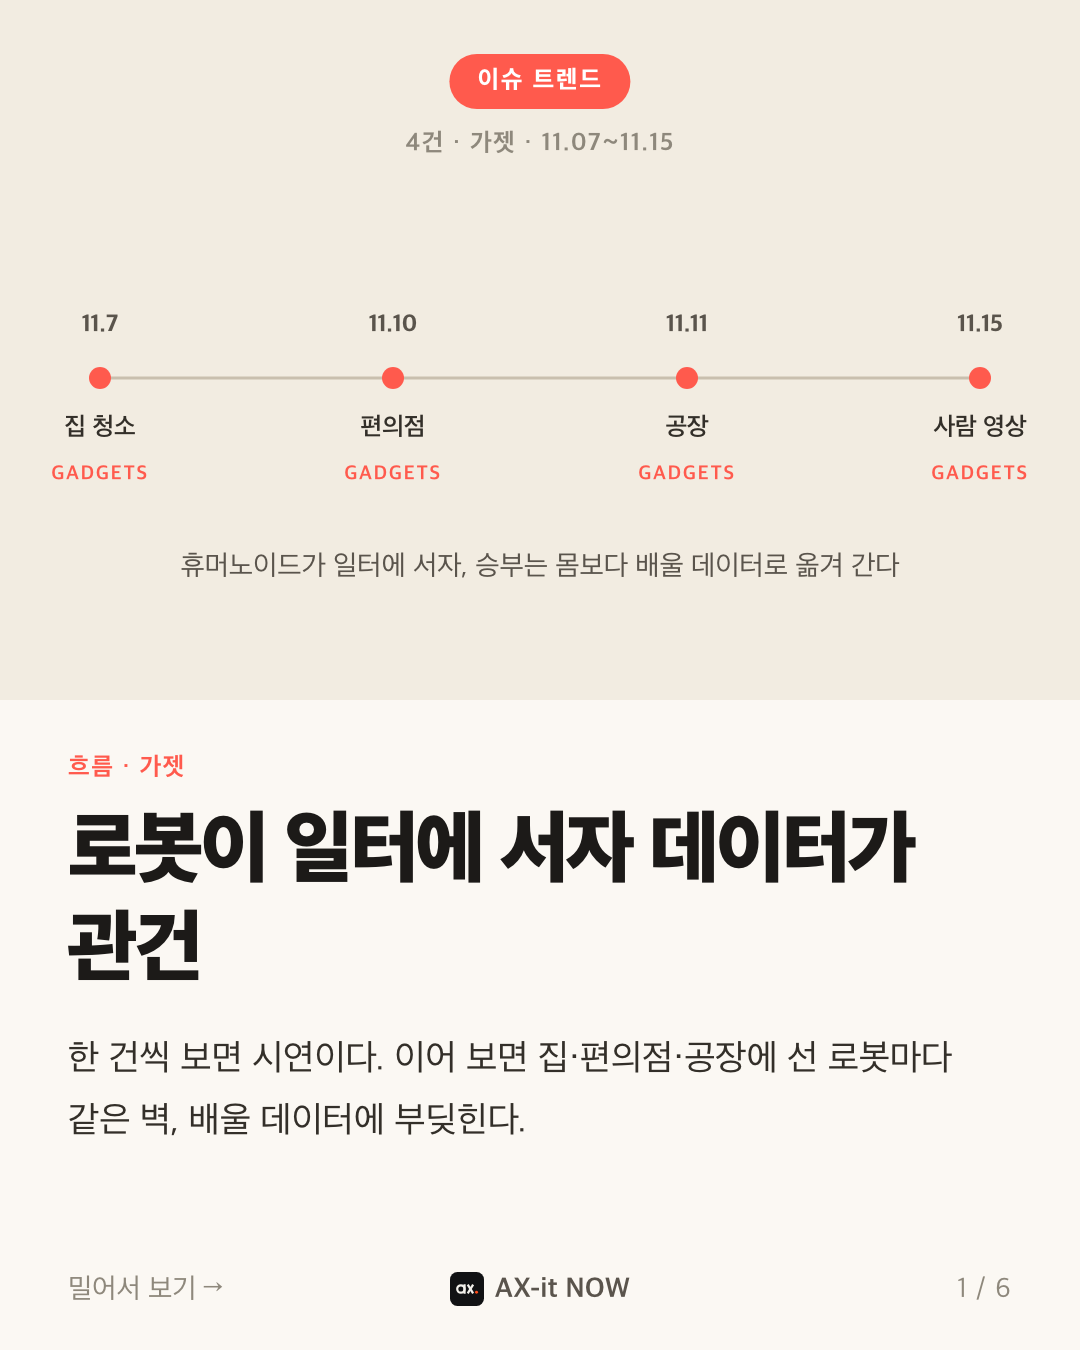 이슈 트렌드
4건 · 가젯 · 11.07~11.15
11.7 11.10 11.11 11.15
집 청소 편의점 공장 사람 영상
GADGETS GADGETS GADGETS GADGETS
휴머노이드가 일터에 서자, 승부는 몸보다 배울 데이터로 옮겨 간다
흐름 · 가젯
로봇이 일터에 서자 데이터가
관건
한 건씩 보면 시연이다. 이어 보면 집·편의점·공장에 선 로봇마다
같은 벽, 배울 데이터에 부딪힌다.
밀어서 보기 → ax. AX-it NOW 1 / 6